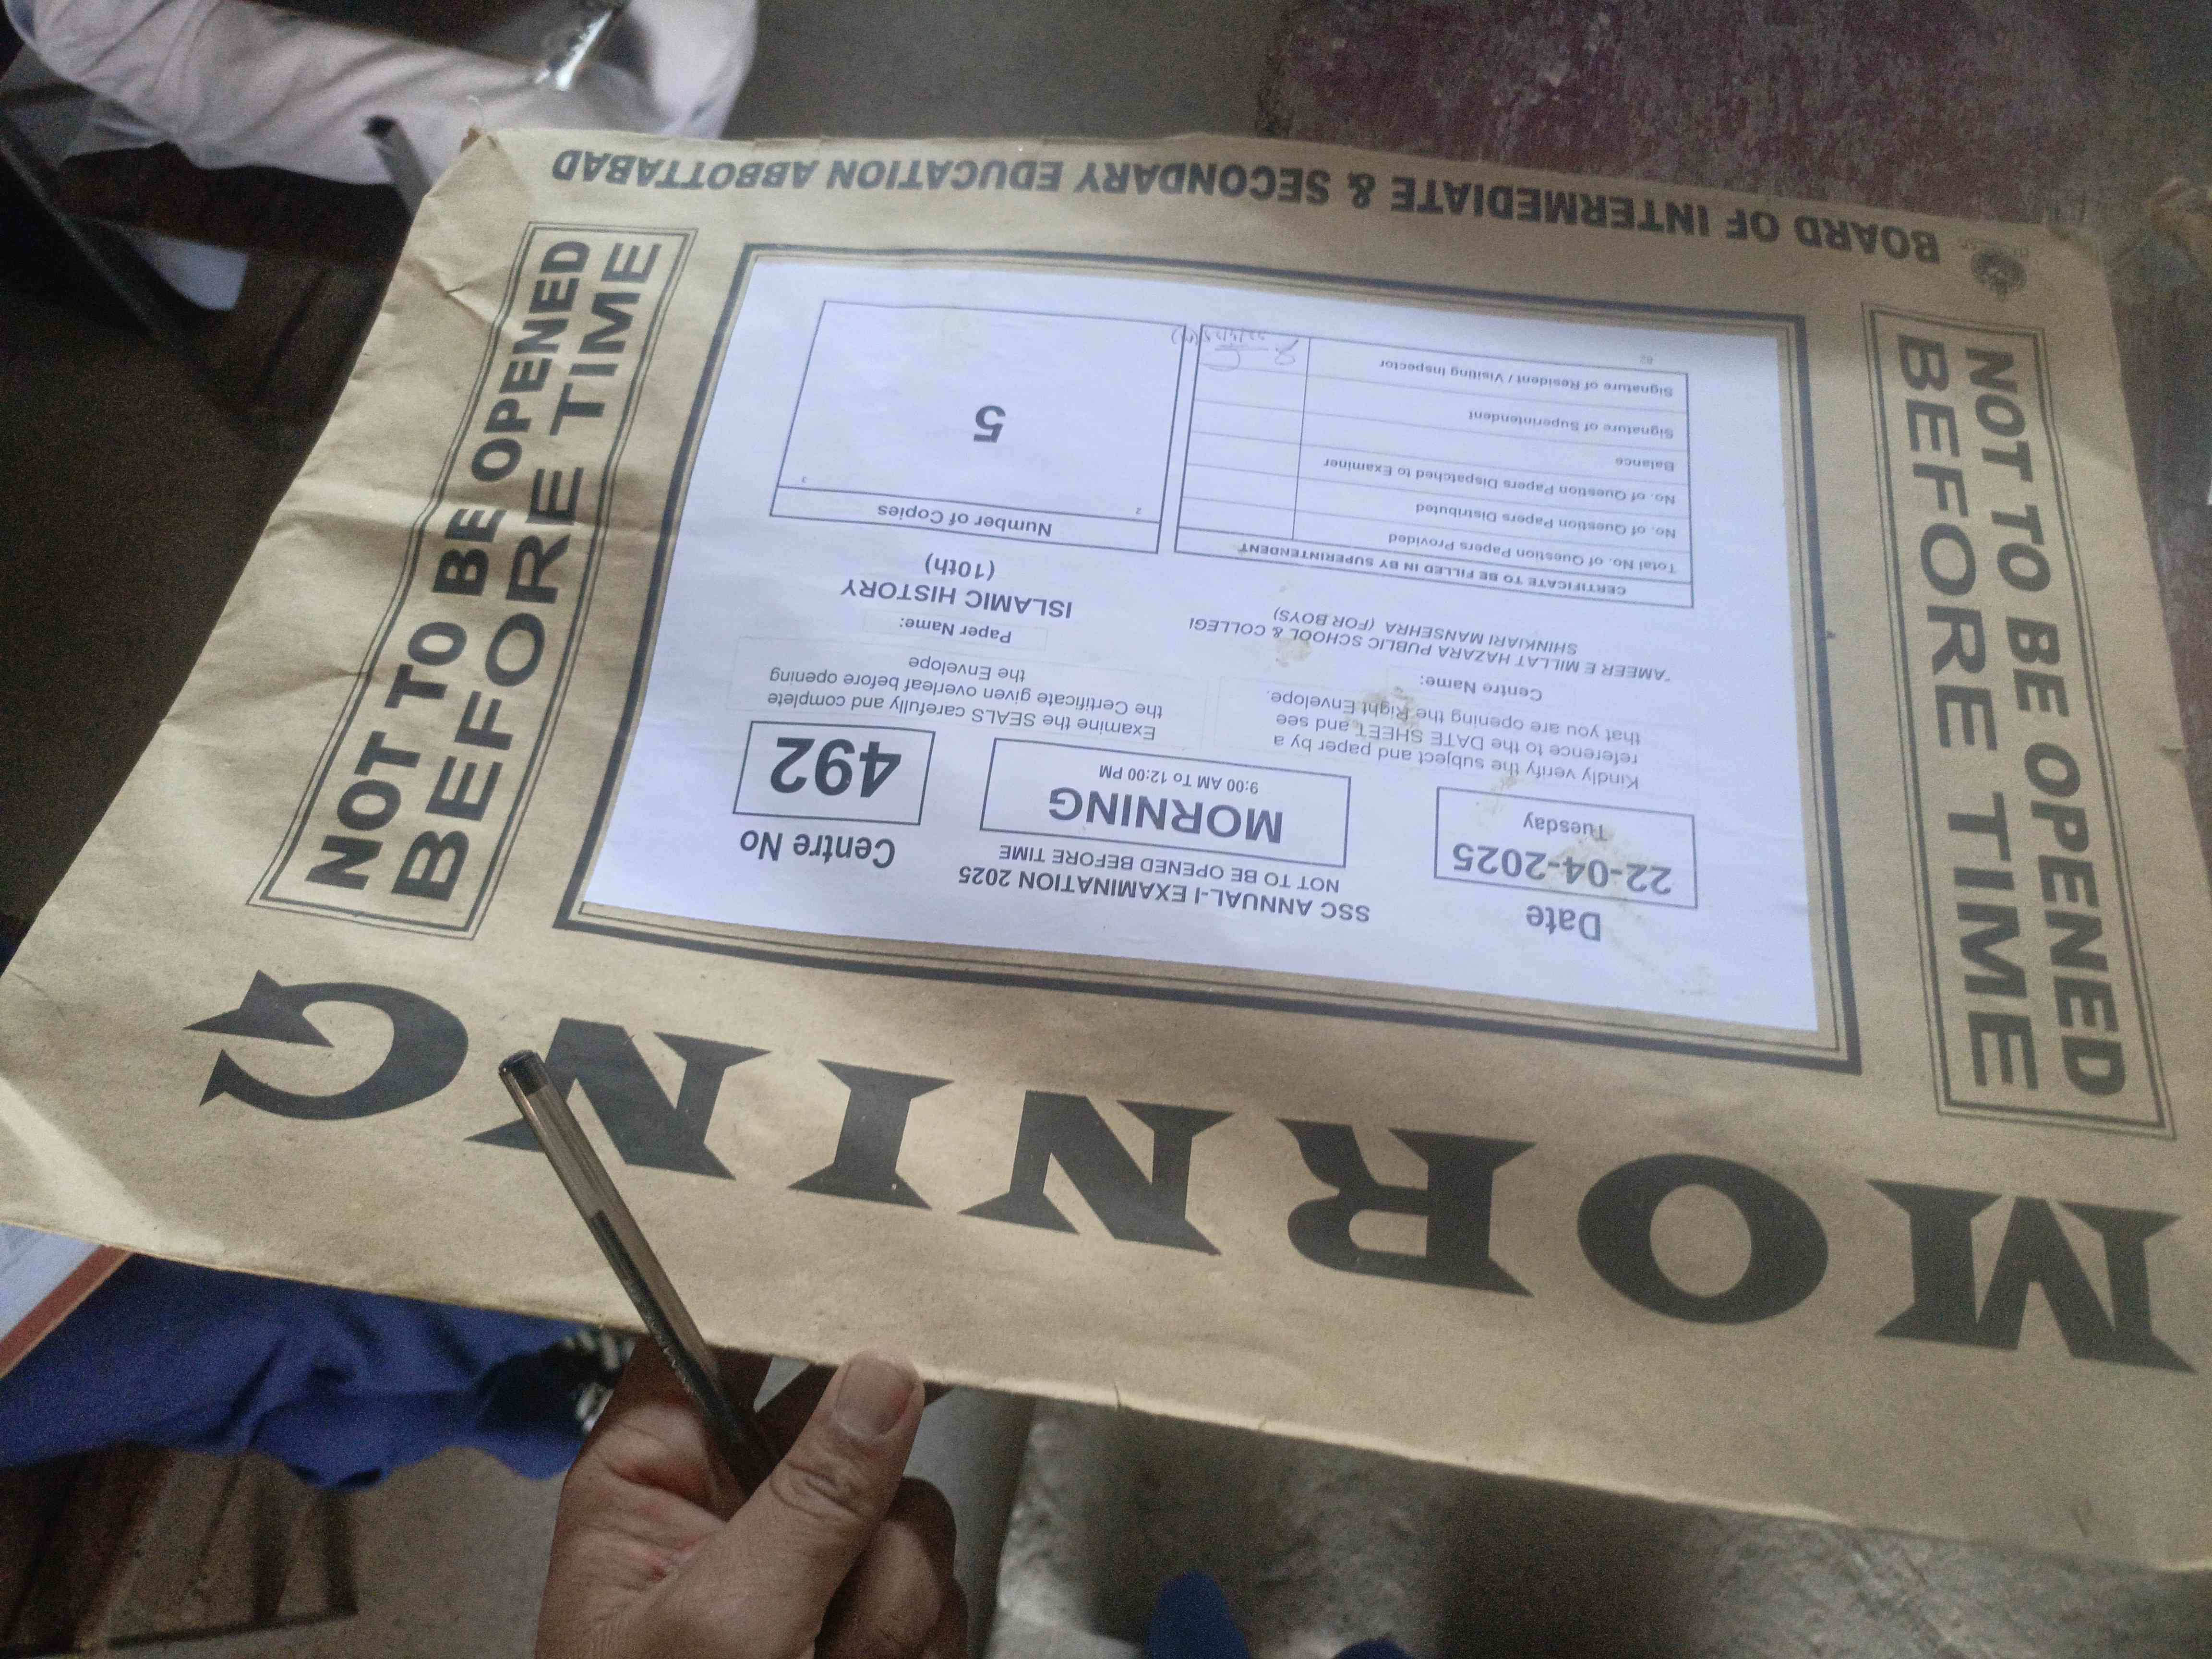 MORNING
NOT TO BE OPENED
BEFORE TIME
Date
22-04-2025
Tuesday
SSC ANNUAL-I EXAMINATION 2025
NOT TO BE OPENED BEFORE TIME
MORNING
9:00 AM To 12:00 PM
Centre No
492
Kindly verify the subject and paper by a
reference to the DATE SHEET and see
that you are opening the Right Envelope.
Examine the SEALS carefully and complete
the Certificate given overleaf before opening
the Envelope
Centre Name:
"AMEER E MILLAT HAZARA PUBLIC SCHOOL & COLLEGE
SHINKIARI MANSEHRA (FOR BOYS)
Paper Name:
ISLAMIC HISTORY
(10th)
CERTIFICATE TO BE FILLED IN BY SUPERINTENDENT
Total No. of Question Papers Provided
No. of Question Papers Distributed
No. of Question Papers Dispatched to Examiner
Balance
Signature of Superintendent
Signature of Resident / Visiting Inspector
82
Number of Copies
2
3
5
NOT TO BE OPENED
BEFORE TIME
BOARD OF INTERMEDIATE & SECONDARY EDUCATION ABBOTTABAD